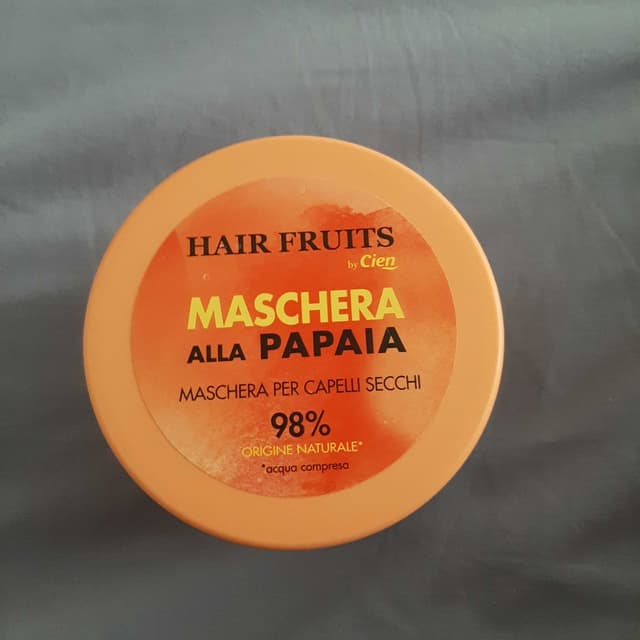 HAIR FRUITS
by Cien
MASCHERA
ALLA PAPAIA
MASCHERA PER CAPELLI SECCHI
98%
ORIGINE NATURALE*
*acqua compresa